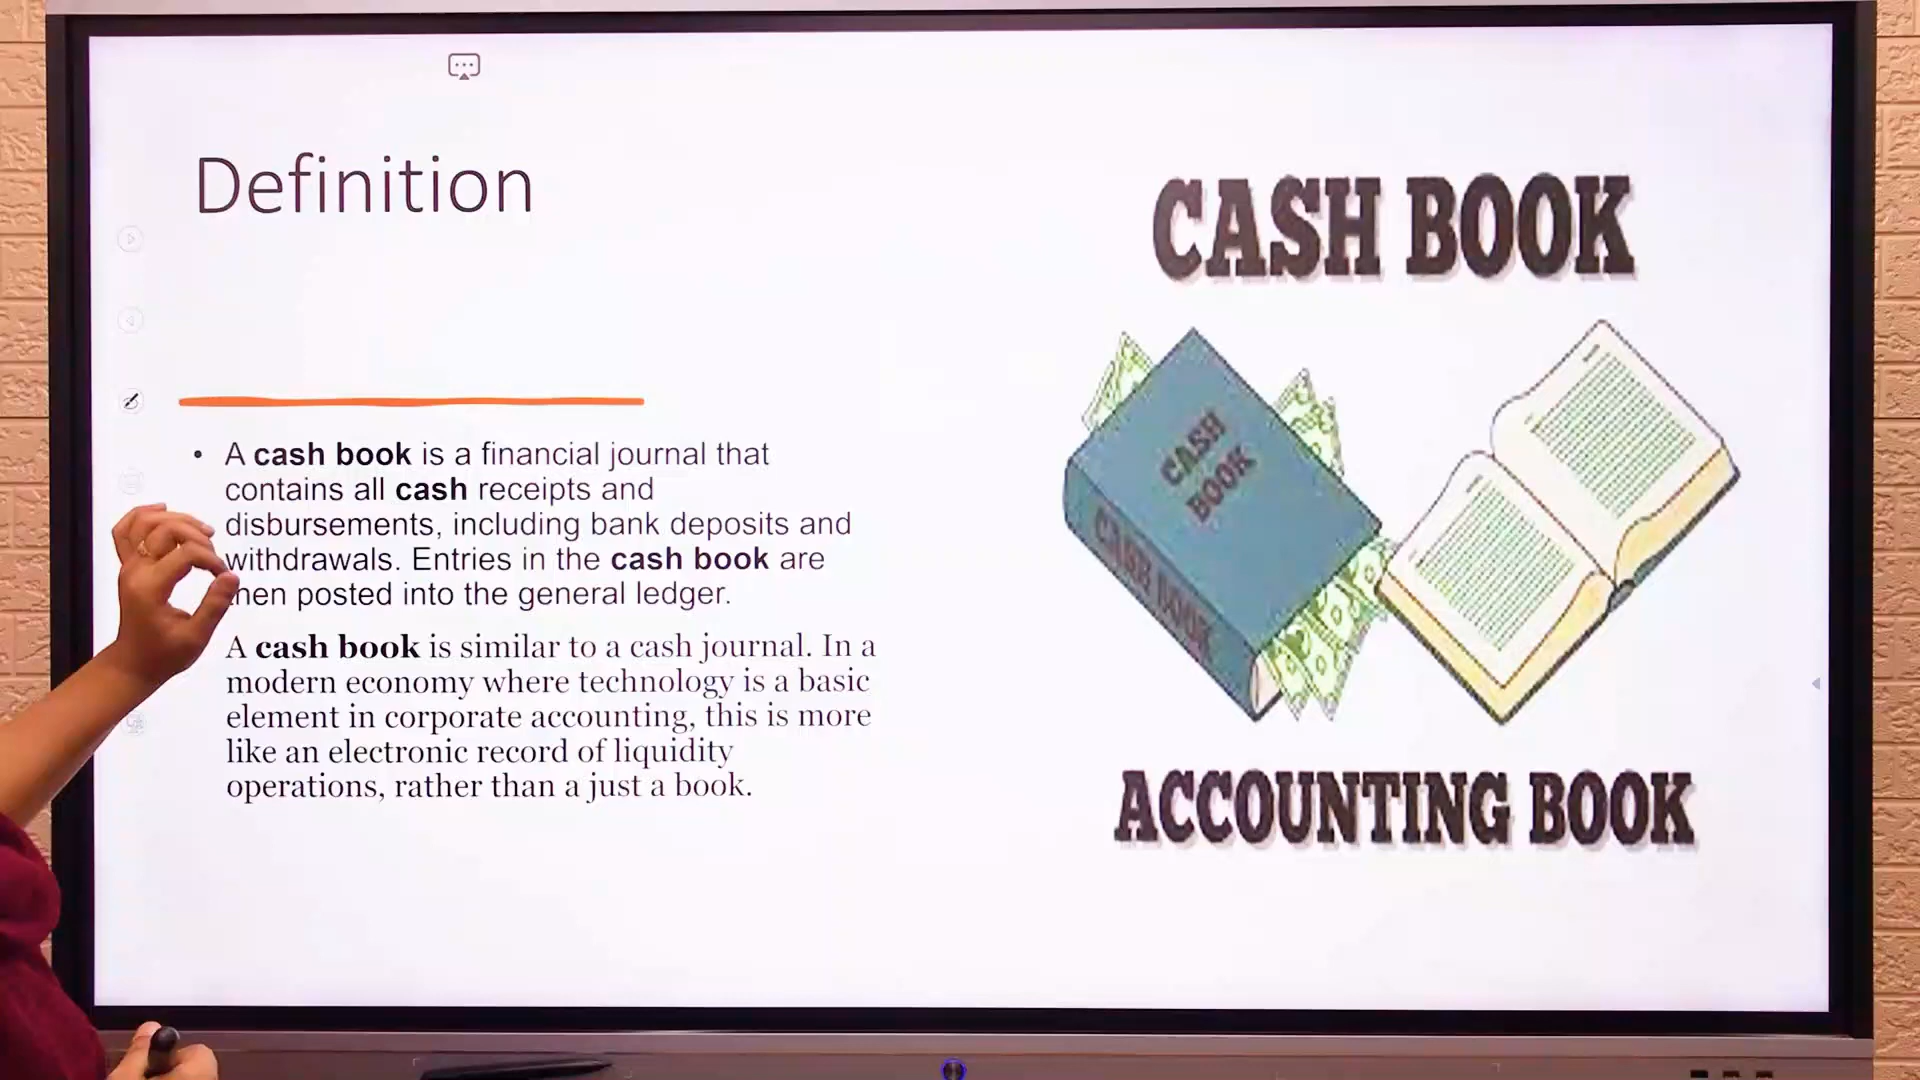 Definition
• A cash book is a financial journal that
contains all cash receipts and
disbursements, including bank deposits and
withdrawals. Entries in the cash book are
then posted into the general ledger.
A cash book is similar to a cash journal. In a
modern economy where technology is a basic
element in corporate accounting, this is more
like an electronic record of liquidity
operations, rather than a just a book.
CASH BOOK
CASH
BOOK
CASH BOOK
ACCOUNTING BOOK